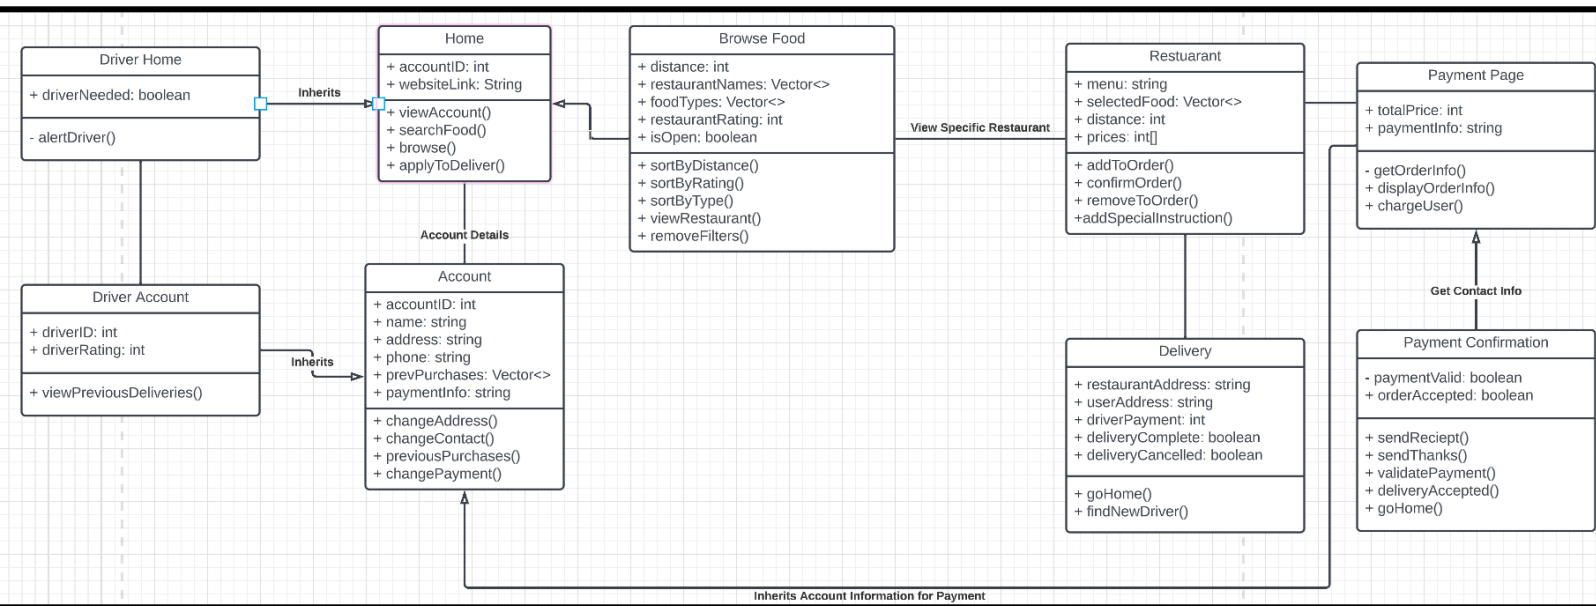 Driver Home
+ driverNeeded: boolean
- alertDriver()
Inherits
Home
+ accountID: int
+ websiteLink: String
+ viewAccount()
+ searchFood()
+ browse()
+ applyToDeliver()
Browse Food
+ distance: int
+ restaurantNames: Vector<>
+ foodTypes: Vector<>
+ restaurantRating: int
+ isOpen: boolean
+ sortByDistance()
+ sortByRating()
+ sortByType()
+ viewRestaurant()
+ removeFilters()
View Specific Restaurant
Restuarant
+ menu: string
+ selectedFood: Vector<>
+ distance: int
+ prices: int[]
+ addToOrder()
+ confirmOrder()
+ removeToOrder()
+addSpecialInstruction()
Payment Page
+ totalPrice: int
+ paymentInfo: string
- getOrderInfo()
+ displayOrderInfo()
+ chargeUser()
Account Details
Get Contact Info
Driver Account
+ driverID: int
+ driverRating: int
+ viewPreviousDeliveries()
Inherits
Account
+ accountID: int
+ name: string
+ address: string
+ phone: string
+ prevPurchases: Vector<>
+ paymentInfo: string
+ changeAddress()
+ changeContact()
+ previousPurchases()
+ changePayment()
Delivery
+ restaurantAddress: string
+ userAddress: string
+ driverPayment: int
+ deliveryComplete: boolean
+ deliveryCancelled: boolean
+ goHome()
+ findNewDriver()
Payment Confirmation
- paymentValid: boolean
+ orderAccepted: boolean
+ sendReciept()
+ sendThanks()
+ validatePayment()
+ deliveryAccepted()
+ goHome()
Inherits Account Information for Payment